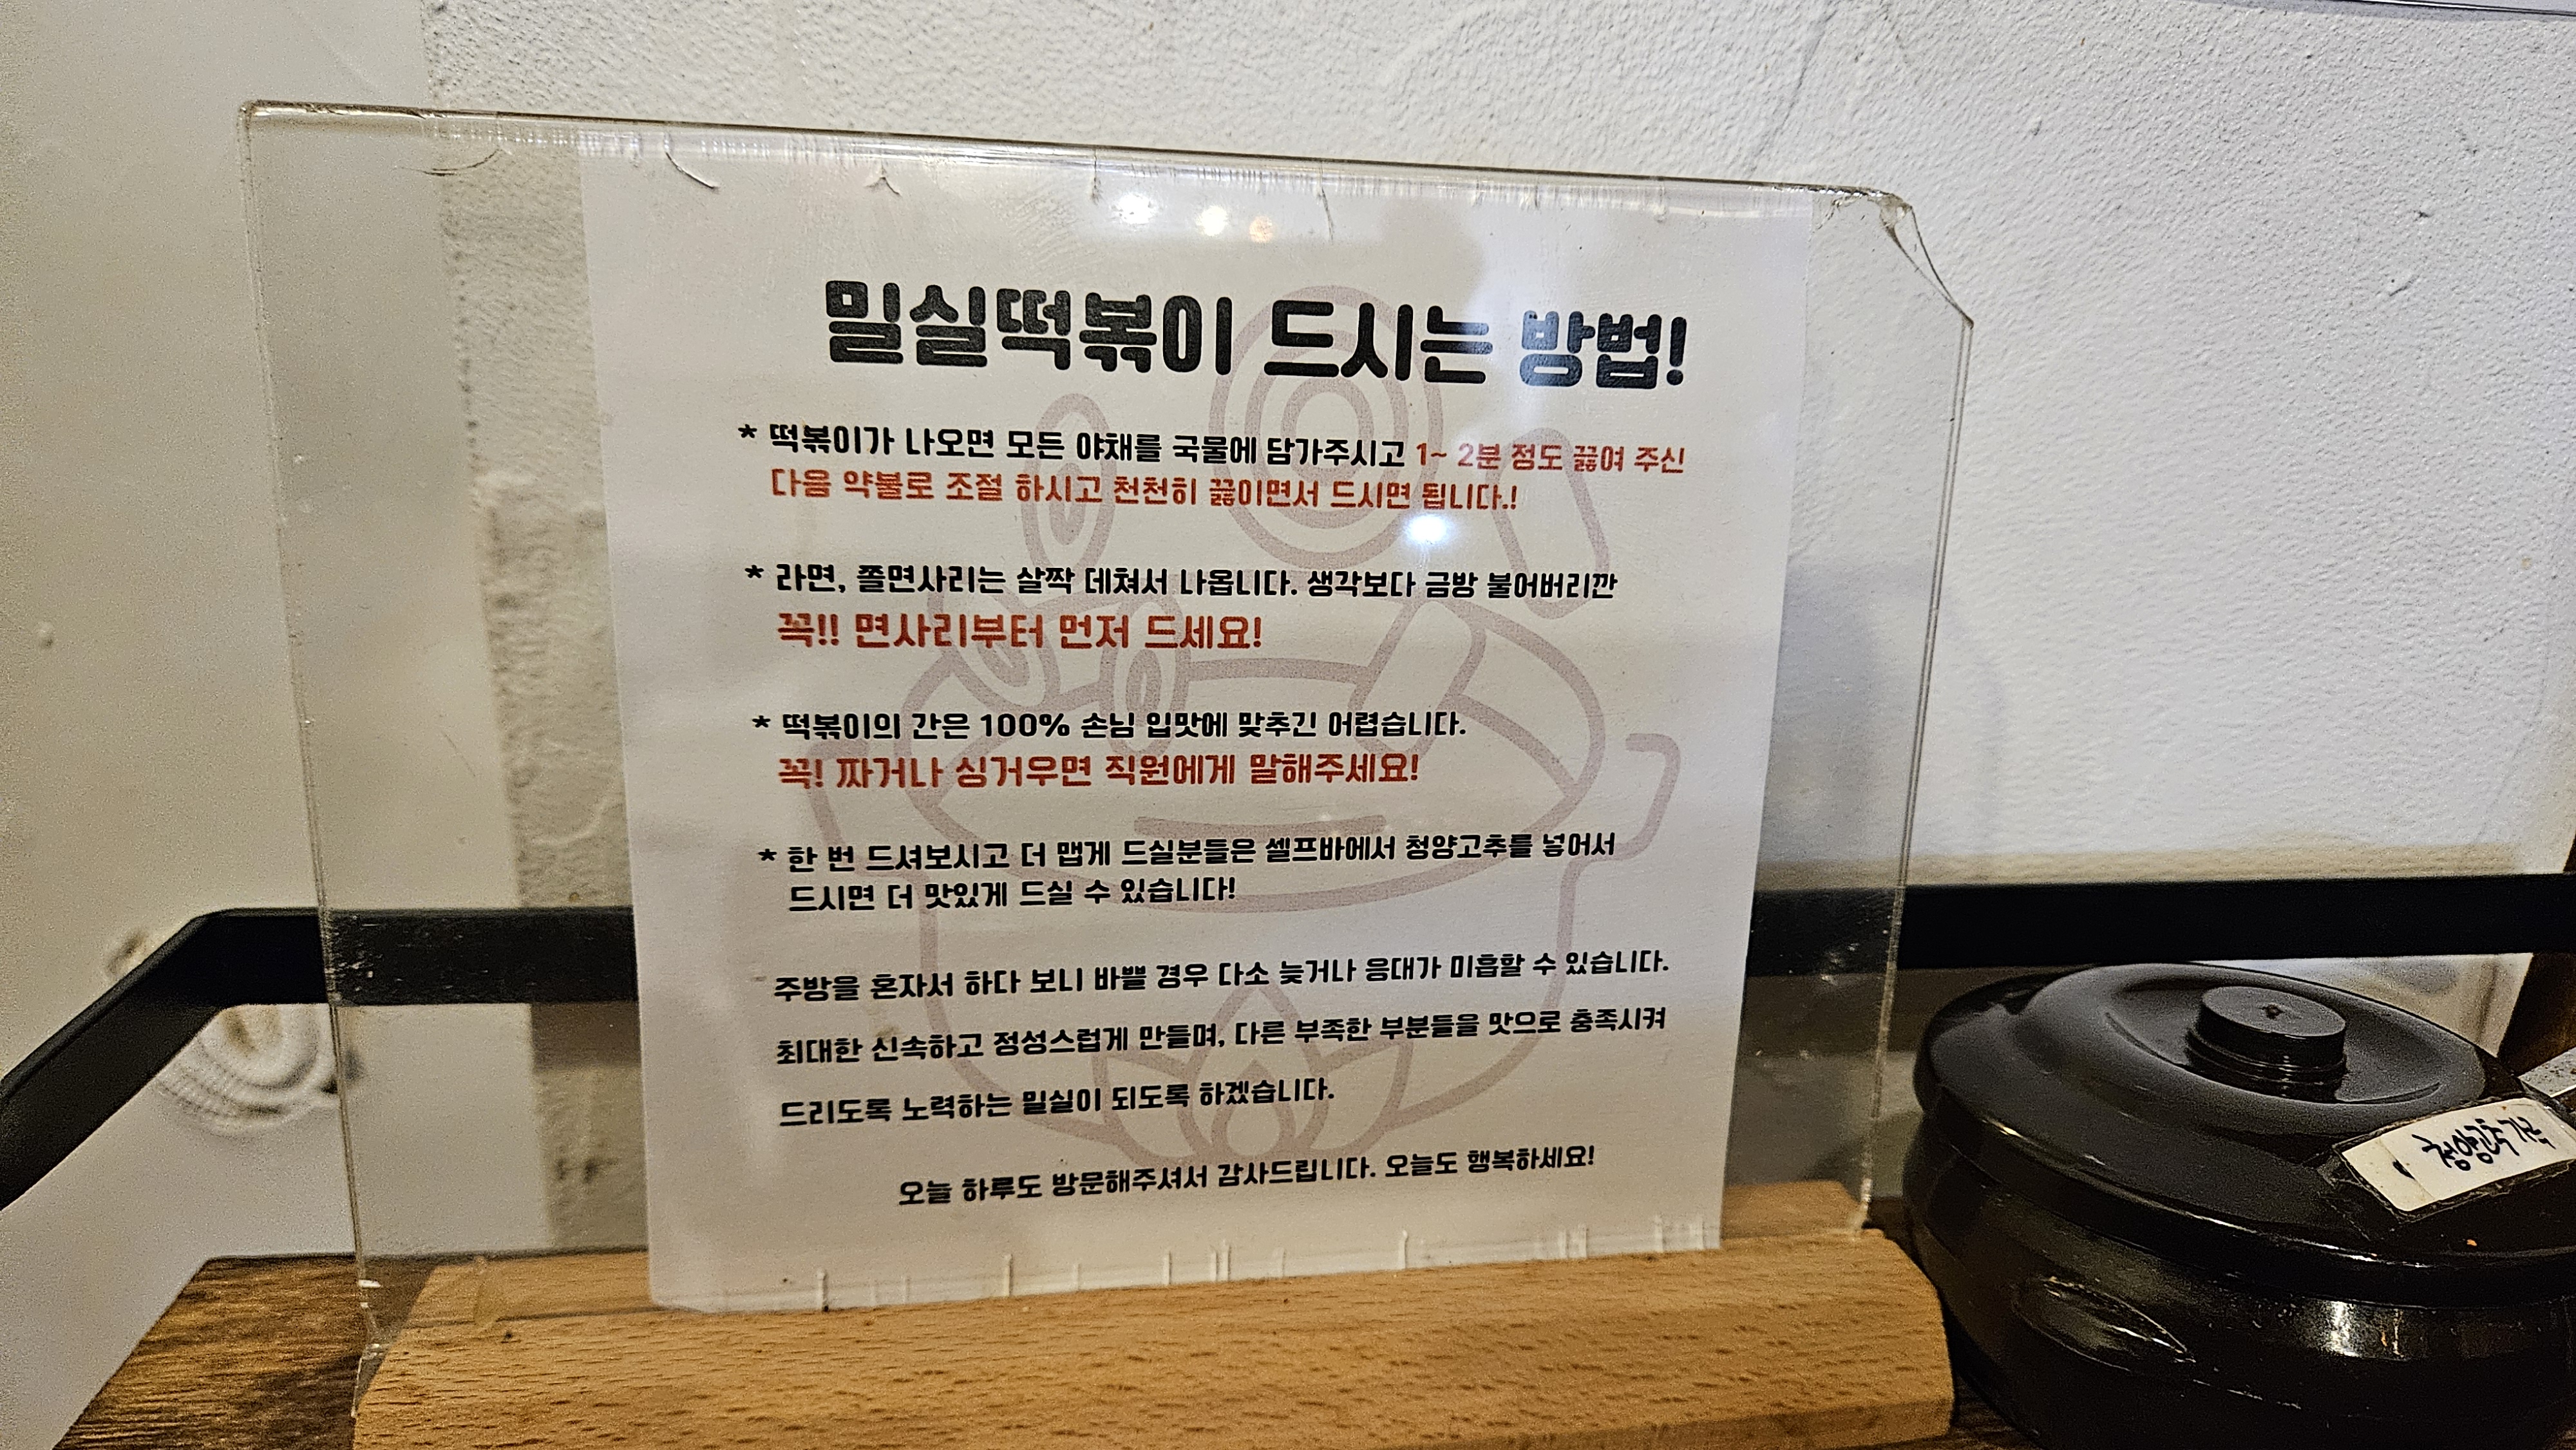 밀실떡볶이 드시는 방법!
* 떡볶이가 나오면 모든 야채를 국물에 담가주시고 1~ 2분 정도 끓여 주신
다음 약불로 조절 하시고 천천히 끓이면서 드시면 됩니다.!
* 라면, 쫄면사리는 살짝 데쳐서 나옵니다. 생각보다 금방 불어버리깐
꼭!! 면사리부터 먼저 드세요!
* 떡볶이의 간은 100% 손님 입맛에 맞추긴 어렵습니다.
꼭! 짜거나 싱거우면 직원에게 말해주세요!
* 한 번 드셔보시고 더 맵게 드실분들은 셀프바에서 청양고추를 넣어서
드시면 더 맛있게 드실 수 있습니다!
주방을 혼자서 하다 보니 바쁠 경우 다소 늦거나 응대가 미흡할 수 있습니다.
최대한 신속하고 정성스럽게 만들며, 다른 부족한 부분들을 맛으로 충족시켜
드리도록 노력하는 밀실이 되도록 하겠습니다.
오늘 하루도 방문해주셔서 감사드립니다. 오늘도 행복하세요!
청양고추